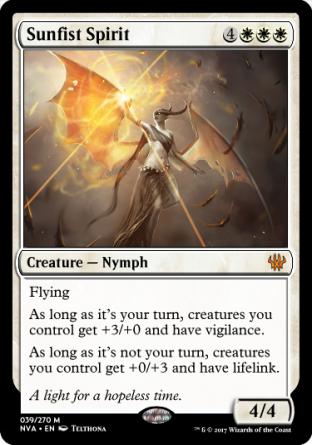 Sunfist Spirit 4
Creature — Nymph
Flying
As long as it's your turn, creatures you
control get +3/+0 and have vigilance.
As long as it's not your turn, creatures
you control get +0/+3 and have lifelink.
A light for a hopeless time.
039/270 M
NVA • EN TELTHONA
™ & © 2017 Wizards of the Coast
4/4